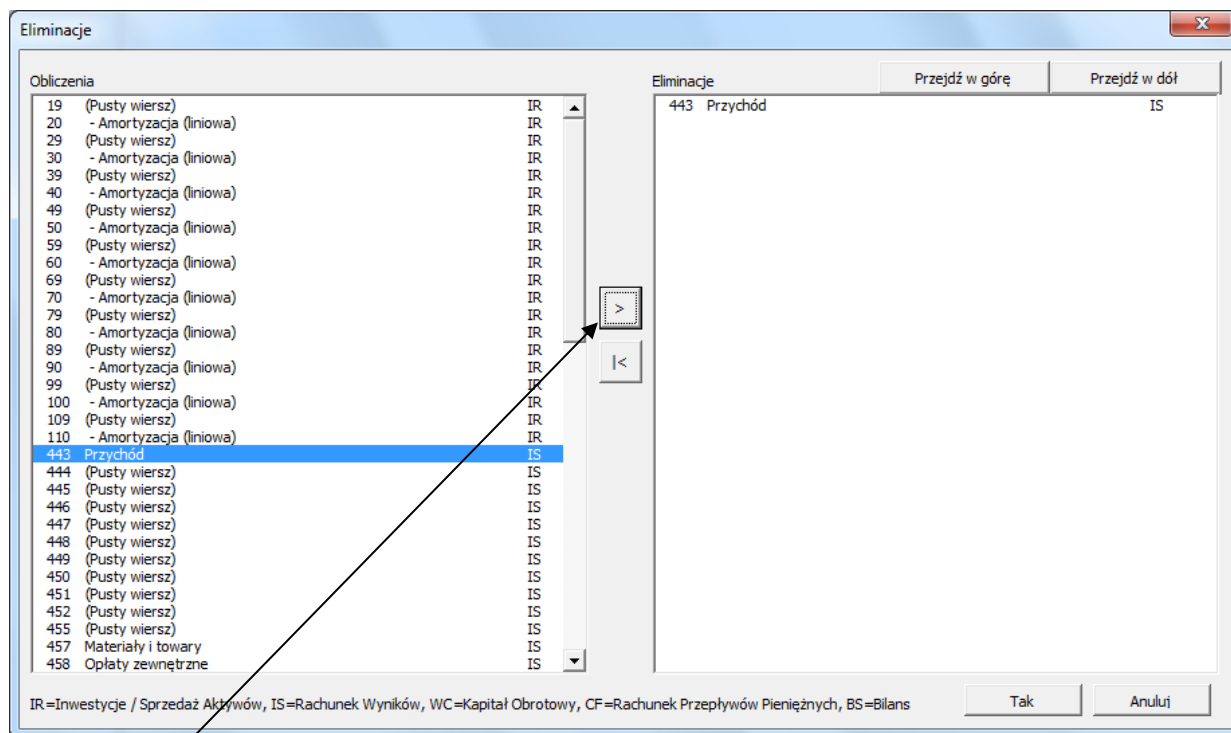 Eliminacje
Obliczenia
Eliminacje
Przejdź w górę
Przejdź w dół
19 (Pusty wiersz) IR
20 - Amortyzacja (liniowa) IR
29 (Pusty wiersz) IR
30 - Amortyzacja (liniowa) IR
39 (Pusty wiersz) IR
40 - Amortyzacja (liniowa) IR
49 (Pusty wiersz) IR
50 - Amortyzacja (liniowa) IR
59 (Pusty wiersz) IR
60 - Amortyzacja (liniowa) IR
69 (Pusty wiersz) IR
70 - Amortyzacja (liniowa) IR
79 (Pusty wiersz) IR
80 - Amortyzacja (liniowa) IR
89 (Pusty wiersz) IR
90 - Amortyzacja (liniowa) IR
99 (Pusty wiersz) IR
100 - Amortyzacja (liniowa) IR
109 (Pusty wiersz) IR
110 - Amortyzacja (liniowa) IR
443 Przychód IS
444 (Pusty wiersz) IS
445 (Pusty wiersz) IS
446 (Pusty wiersz) IS
447 (Pusty wiersz) IS
448 (Pusty wiersz) IS
449 (Pusty wiersz) IS
450 (Pusty wiersz) IS
451 (Pusty wiersz) IS
452 (Pusty wiersz) IS
455 (Pusty wiersz) IS
457 Materiały i towary IS
458 Opłaty zewnętrzne IS
>
|<
443 Przychód IS
IR=Inwestycje / Sprzedaż Aktywów, IS=Rachunek Wyników, WC=Kapitał Obrotowy, CF=Rachunek Przepływów Pieniężnych, BS=Bilans
Tak
Anuluj